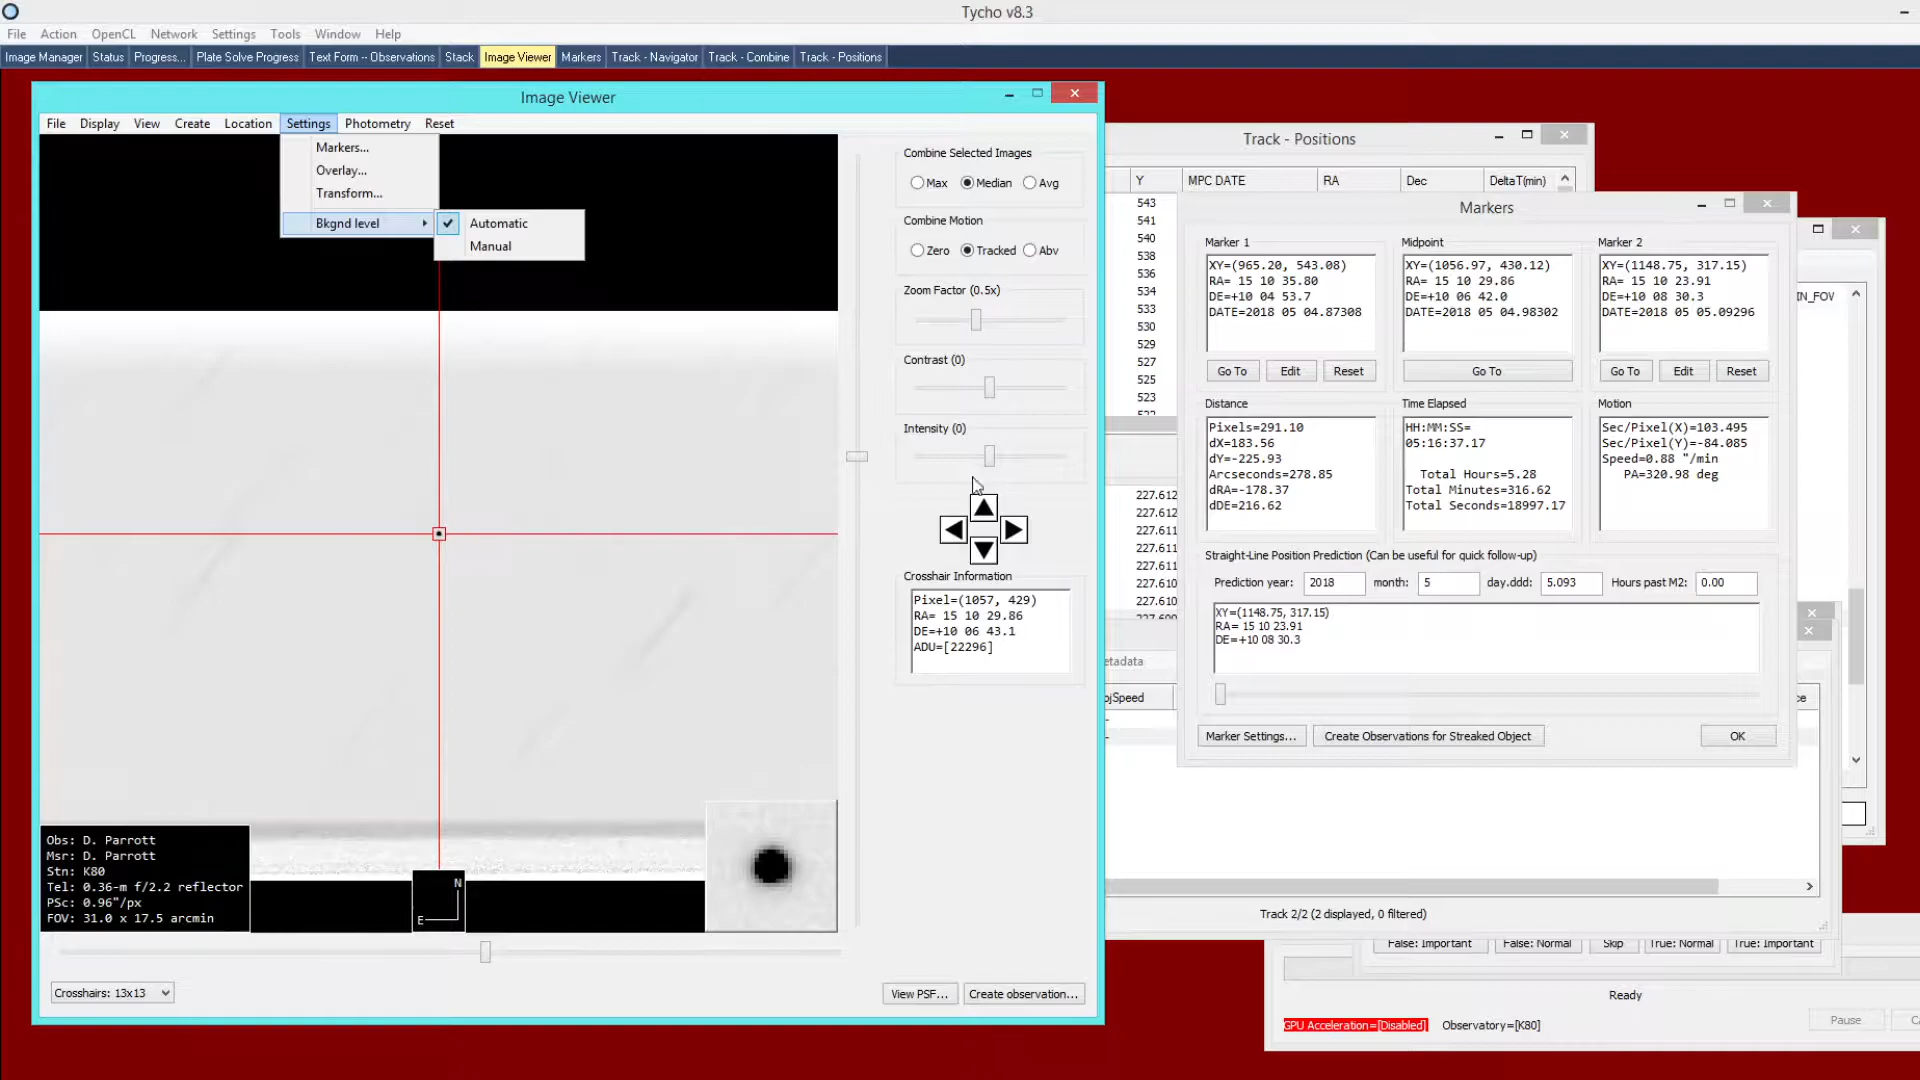 Tycho v8.3
File Action OpenCL Network Settings Tools Window Help
Image Manager Status Progress... Plate Solve Progress Text Form -- Observations Stack Image Viewer Markers Track - Navigator Track - Combine Track - Positions
Image Viewer
File Display View Create Location Settings Photometry Reset
Markers...
Overlay...
Transform...
Bkgnd level
Automatic
Manual
Combine Selected Images
Max Median Avg
Combine Motion
Zero Tracked Abv
Zoom Factor (0.5x)
Contrast (0)
Intensity (0)
Crosshair Information
Pixel=(1057, 429)
RA= 15 10 29.86
DE=+10 06 43.1
ADU=[22296]
Obs: D. Parrott
Msr: D. Parrott
Stn: K80
Tel: 0.36-m f/2.2 reflector
PSc: 0.96"/px
FOV: 31.0 x 17.5 arcmin
N
E
Crosshairs: 13x13
View PSF...
Create observation...
Track - Positions
Y MPC DATE RA Dec DeltaT(min)
543
541
540
538
536
534
533
530
529
527
525
523
227.612
227.612
227.611
227.611
227.611
227.610
227.610
Markers
Marker 1
XY=(965.20, 543.08)
RA= 15 10 35.80
DE=+10 04 53.7
DATE=2018 05 04.87308
Go To Edit Reset
Midpoint
XY=(1056.97, 430.12)
RA= 15 10 29.86
DE=+10 06 42.0
DATE=2018 05 04.98302
Go To
Marker 2
XY=(1148.75, 317.15)
RA= 15 10 23.91
DE=+10 08 30.3
DATE=2018 05 05.09296
Go To Edit Reset
Distance
Pixels=291.10
dX=183.56
dY=-225.93
Arcseconds=278.85
dRA=-178.37
dDE=216.62
Time Elapsed
HH:MM:SS=
05:16:37.17
Total Hours=5.28
Total Minutes=316.62
Total Seconds=18997.17
Motion
Sec/Pixel(X)=103.495
Sec/Pixel(Y)=-84.085
Speed=0.88 "/min
PA=320.98 deg
Straight-Line Position Prediction (Can be useful for quick follow-up)
Prediction year: 2018 month: 5 day.ddd: 5.093 Hours past M2: 0.00
XY=(1148.75, 317.15)
RA= 15 10 23.91
DE=+10 08 30.3
Marker Settings... Create Observations for Streaked Object OK
IN_FOV
etadata
ojSpeed
ce
Track 2/2 (2 displayed, 0 filtered)
False: Important False: Normal Skip True: Normal True: Important
Ready
GPU Acceleration=[Disabled] Observatory=[K80]
Pause